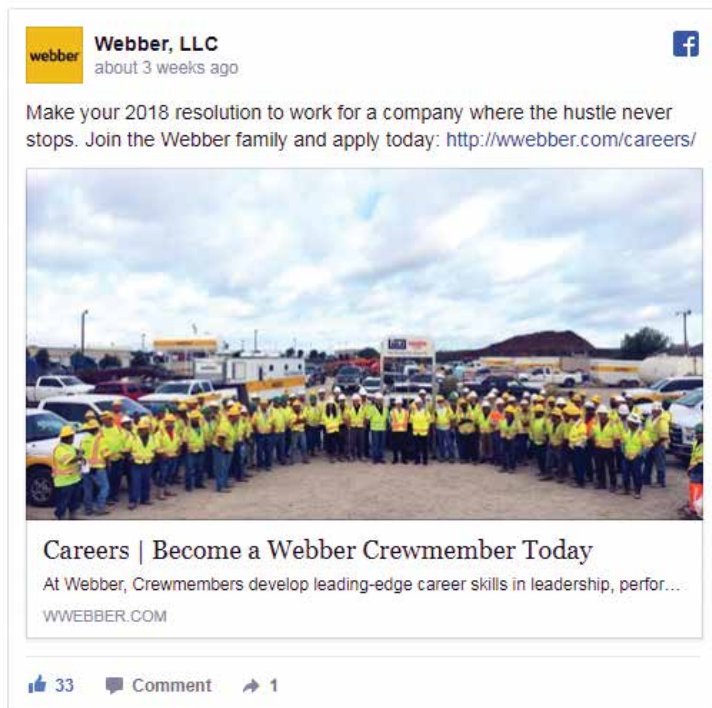 webber
Webber, LLC
about 3 weeks ago
Make your 2018 resolution to work for a company where the hustle never
stops. Join the Webber family and apply today: http://wwebber.com/careers/
Careers | Become a Webber Crewmember Today
At Webber, Crewmembers develop leading-edge career skills in leadership, perfor...
WWEBBER.COM
33 Comment 1